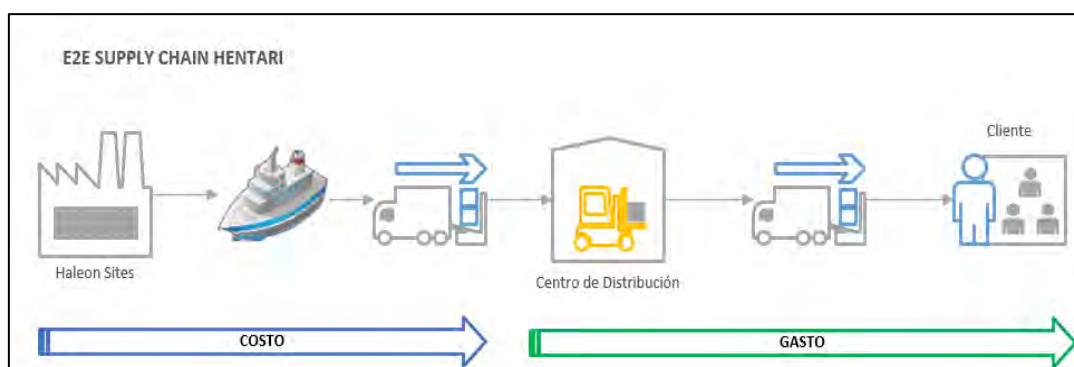 E2E SUPPLY CHAIN HENTARI
Cliente
Haleon Sites
Centro de Distribución
COSTO
GASTO